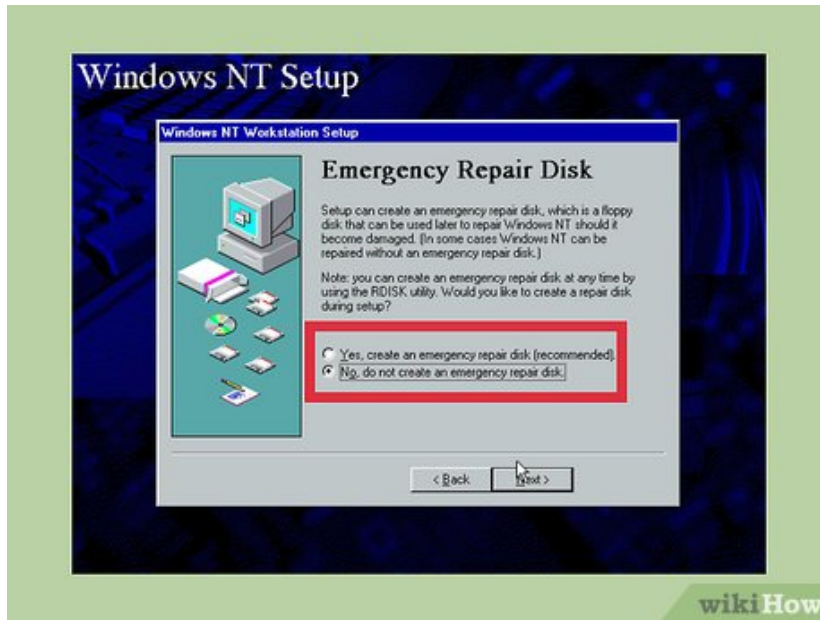 Windows NT Setup
Windows NT Workstation Setup
Emergency Repair Disk
Setup can create an emergency repair disk, which is a floppy
disk that can be used later to repair Windows NT should it
become damaged. (In some cases Windows NT can be
repaired without an emergency repair disk.)
Note: you can create an emergency repair disk at any time by
using the RDISK utility. Would you like to create a repair disk
during setup?
Yes, create an emergency repair disk (recommended).
No, do not create an emergency repair disk.
< Back Next >
wikiHow